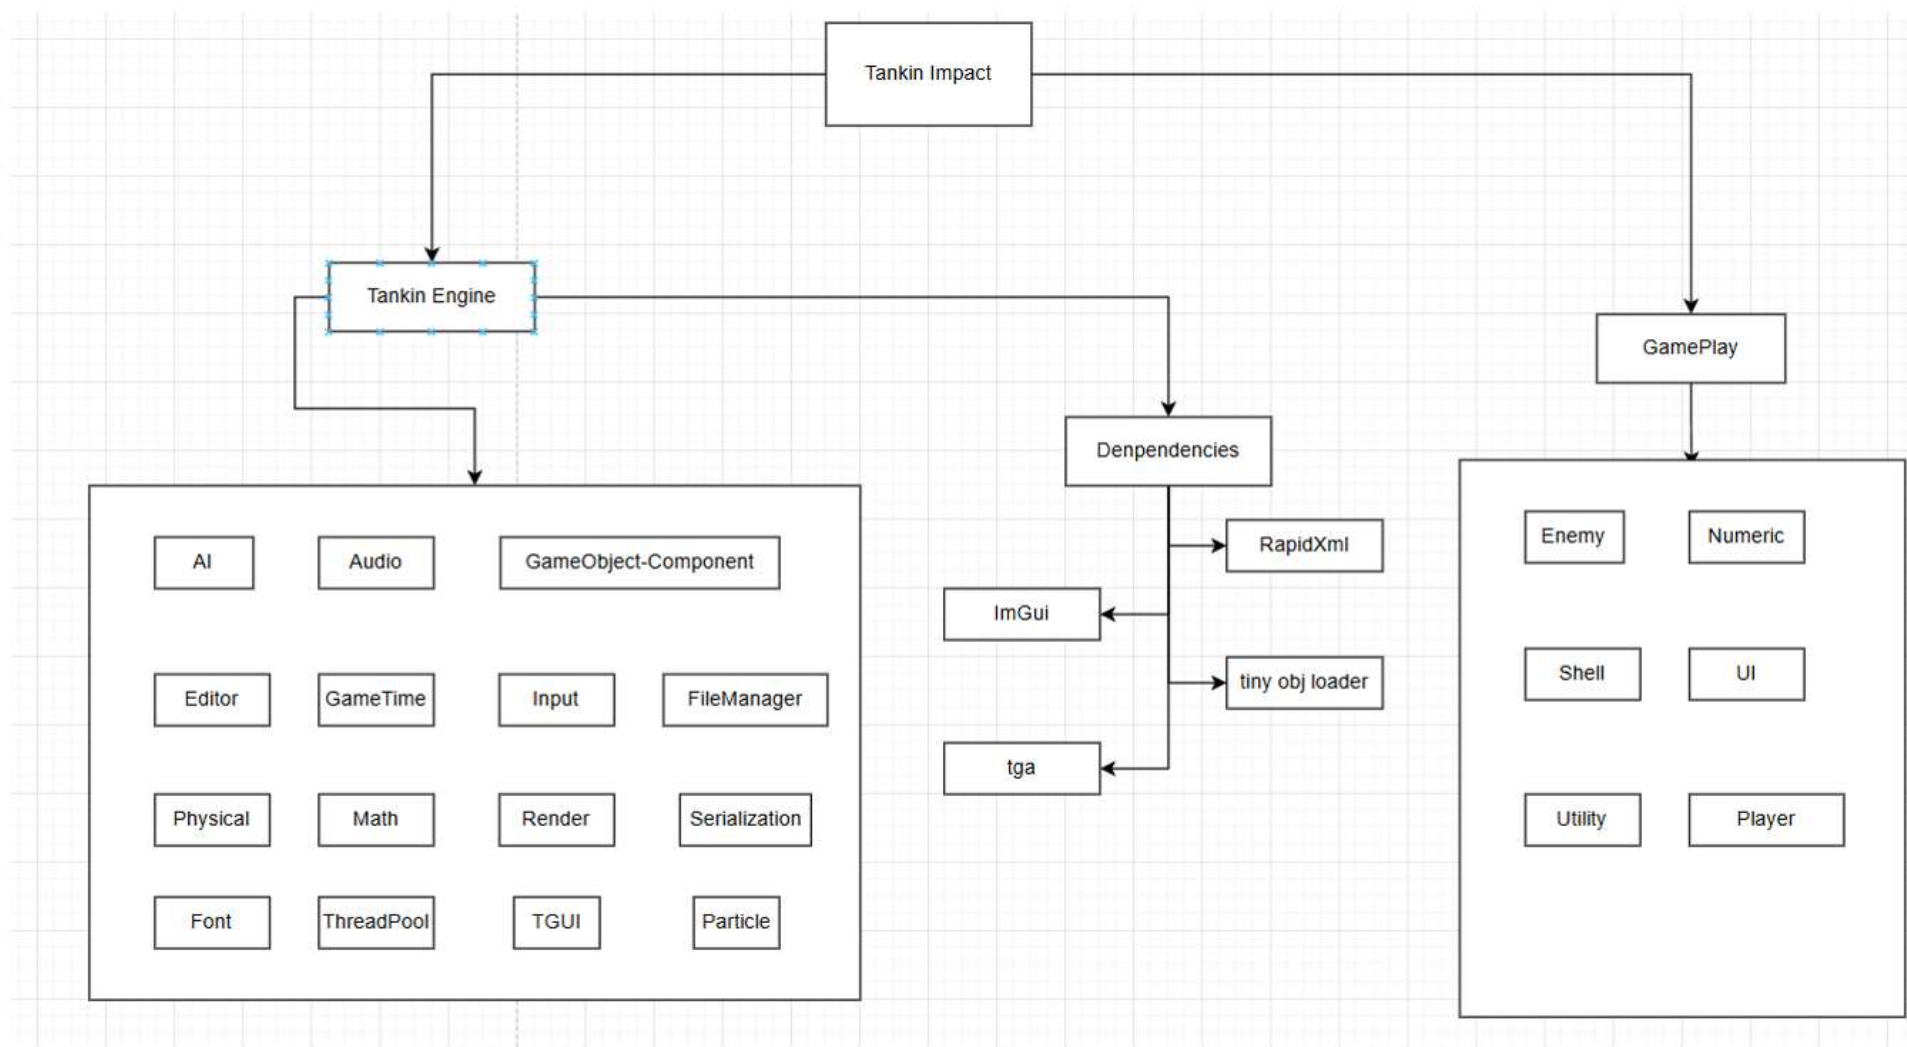 Tankin Impact
Tankin Engine
GamePlay
Denpendencies
AI
Audio
GameObject-Component
Editor
GameTime
Input
FileManager
Physical
Math
Render
Serialization
Font
ThreadPool
TGUI
Particle
RapidXml
ImGui
tiny obj loader
tga
Enemy
Numeric
Shell
UI
Utility
Player